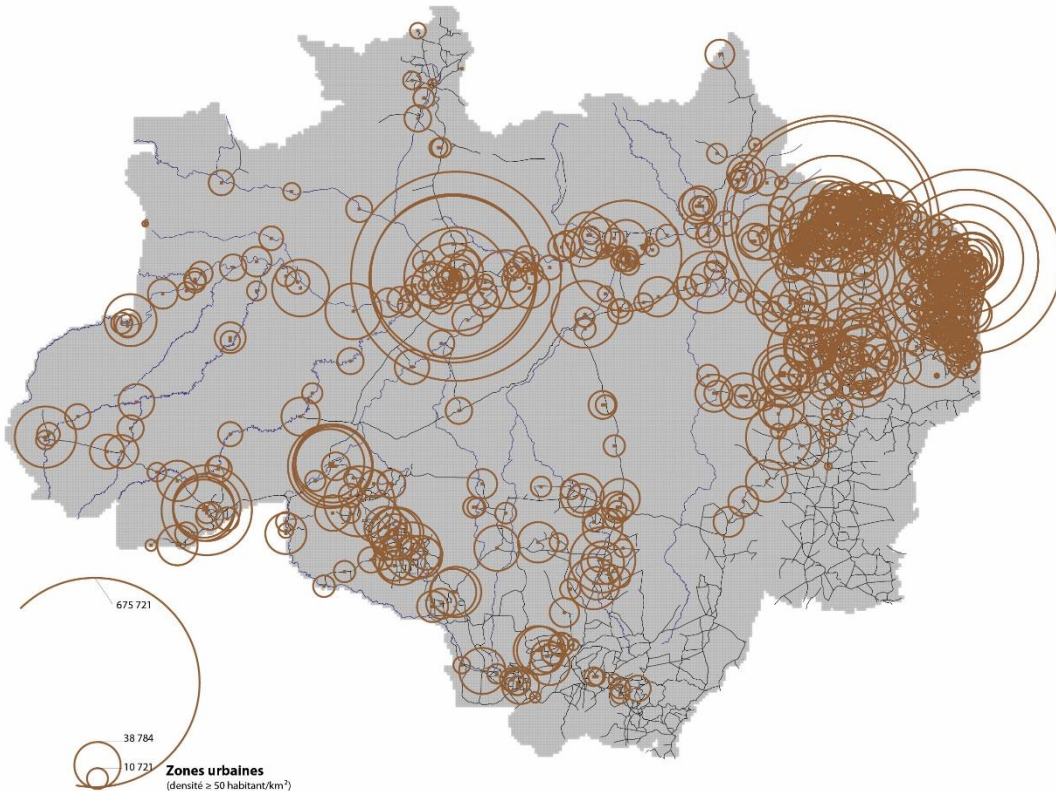 675 721
38 784
10 721
Zones urbaines
(densité ≥ 50 habitant/km²)